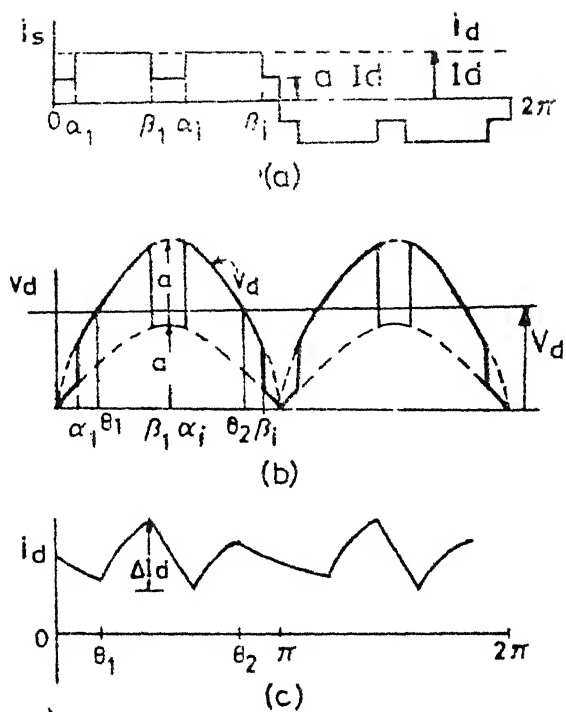 is
id
a Id
Id
0 α1 β1 αi βi 2π
(a)
vd
a
vd
a
Vd
α1 θ1 β1 αi θ2 βi
(b)
id
Δ d
0
θ1 θ2 π 2π
(c)